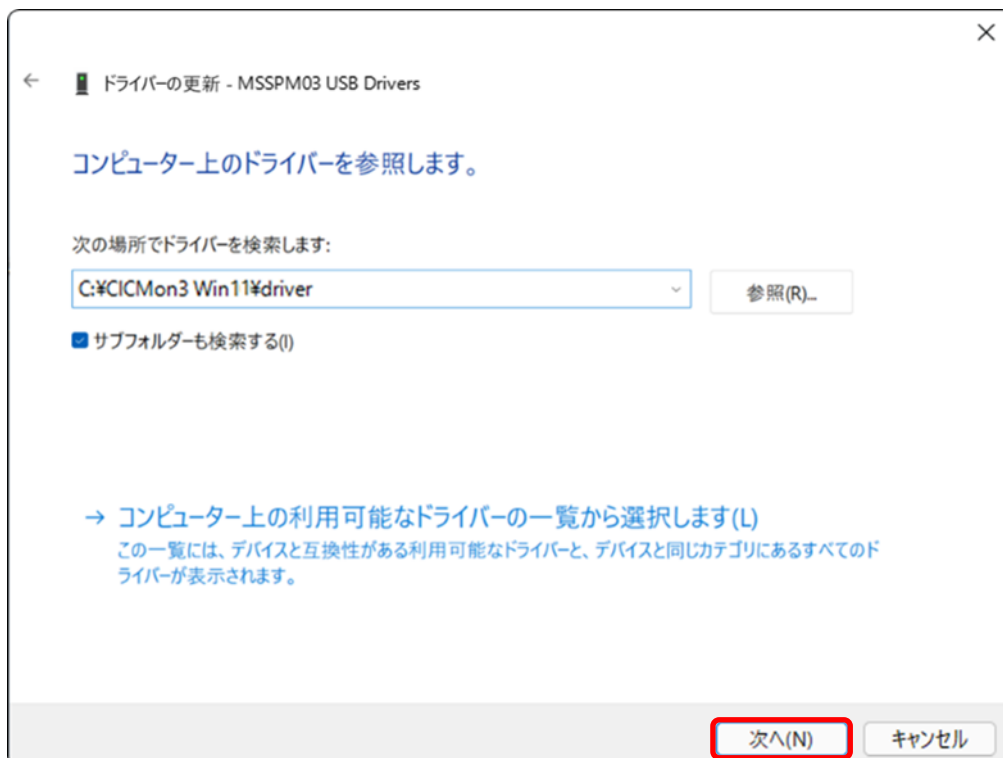 ドライバーの更新 - MSSPM03 USB Drivers
コンピューター上のドライバーを参照します。
次の場所でドライバーを検索します:
C:¥CICMon3 Win11¥driver
参照(R)...
サブフォルダーも検索する(I)
コンピューター上の利用可能なドライバーの一覧から選択します(L)
この一覧には、デバイスと互換性がある利用可能なドライバーと、デバイスと同じカテゴリにあるすべてのド
ライバーが表示されます。
次へ(N)
キャンセル